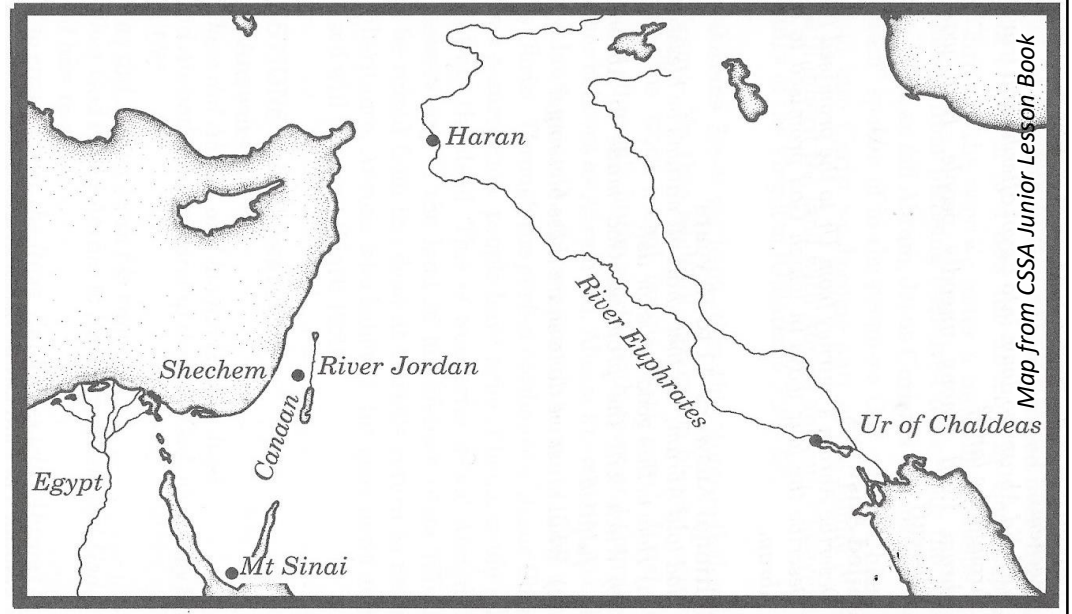 Haran
River Euphrates
Shechem
River Jordan
Canaan
Ur of Chaldeas
Egypt
Mt Sinai
Map from CSSA Junior Lesson Book